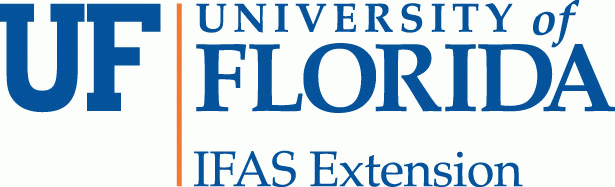 UF
UNIVERSITY of
FLORIDA
IFAS Extension